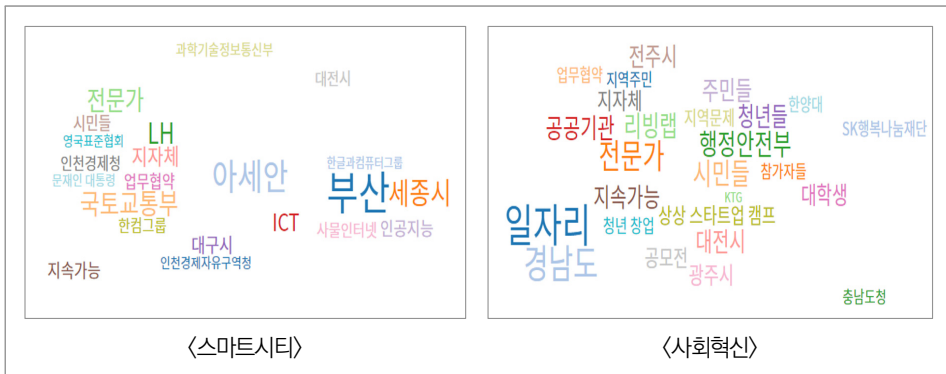 과학기술정보통신부
대전시
전문가
시민들
LH
영국표준협회
지자체
인천경제청
한글과컴퓨터그룹
아세안
문재인 대통령
업무협약
부산
세종시
국토교통부
한컴그룹
ICT
사물인터넷
인공지능
대구시
인천경제자유구역청
지속가능
〈스마트시티〉
전주시
업무협약
지역주민
주민들
지자체
한양대
지역문제
청년들
공공기관
리빙랩
SK행복나눔재단
행정안전부
전문가
시민들
참가자들
지속가능
KTG
대학생
일자리
청년 창업
상상 스타트업 캠프
대전시
경남도
공모전
광주시
충남도청
〈사회혁신〉